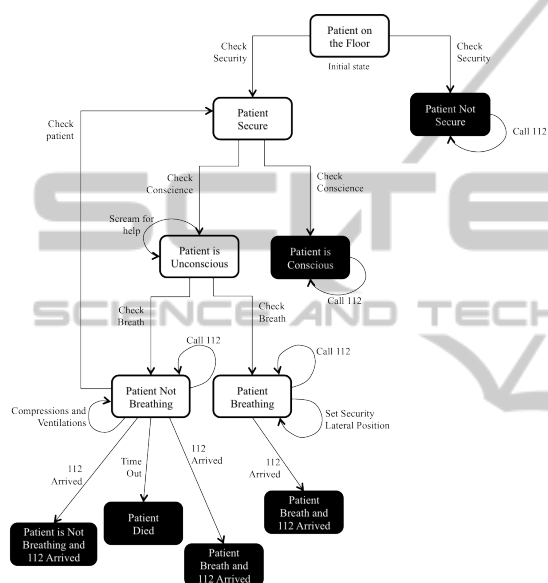 Patient on
the Floor
Initial state
Check
Security
Check
Security
Patient
Secure
Patient Not
Secure
Call 112
Check
patient
Check
Conscience
Check
Conscience
Scream for
help
Patient is
Unconscious
Patient is
Conscious
Call 112
SCITE
SCIENCE AND TECH
Check
Breath
Check
Breath
Call 112
Call 112
Patient Not
Breathing
Patient
Breathing
Compressions and
Ventilations
Set Security
Lateral Position
112
Arrived
Time
Out
112
Arrived
112
Arrived
Patient is Not
Breathing and
112 Arrived
Patient
Died
Patient
Breath and
112 Arrived
Patient
Breath and
112 Arrived